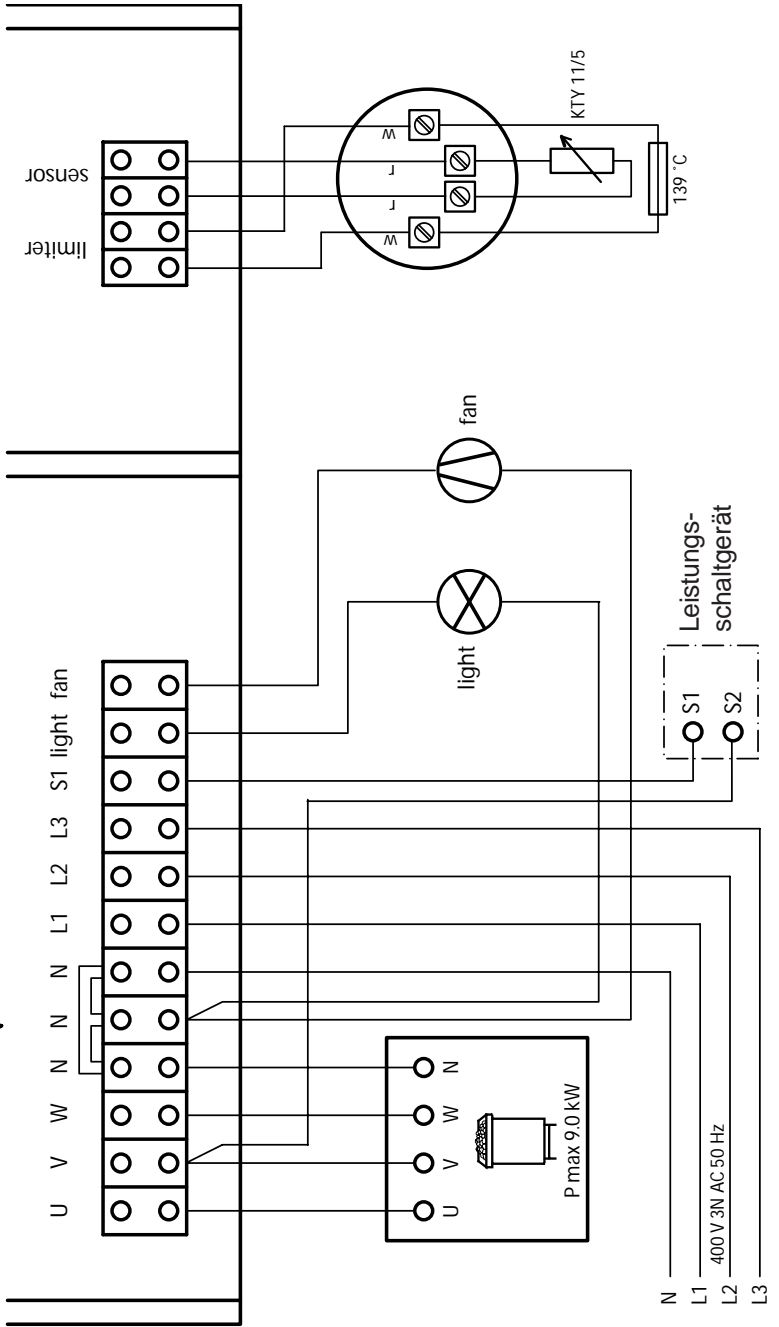 U V W N N N L1 L2 L3 S1 light fan
limiter sensor
W r r W
KTY 11/5
139 °C
light
fan
Leistungs-
schaltgerät
S1
S2
U V W N
P max 9.0 kW
400 V 3N AC 50 Hz
N
L1
L2
L3